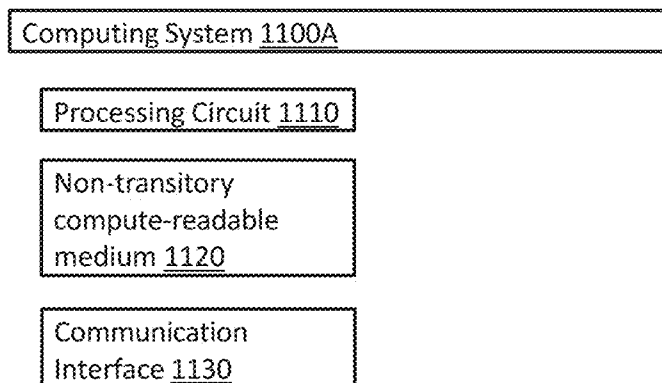 Computing System 1100A
Processing Circuit 1110
Non-transitory
compute-readable
medium 1120
Communication
Interface 1130